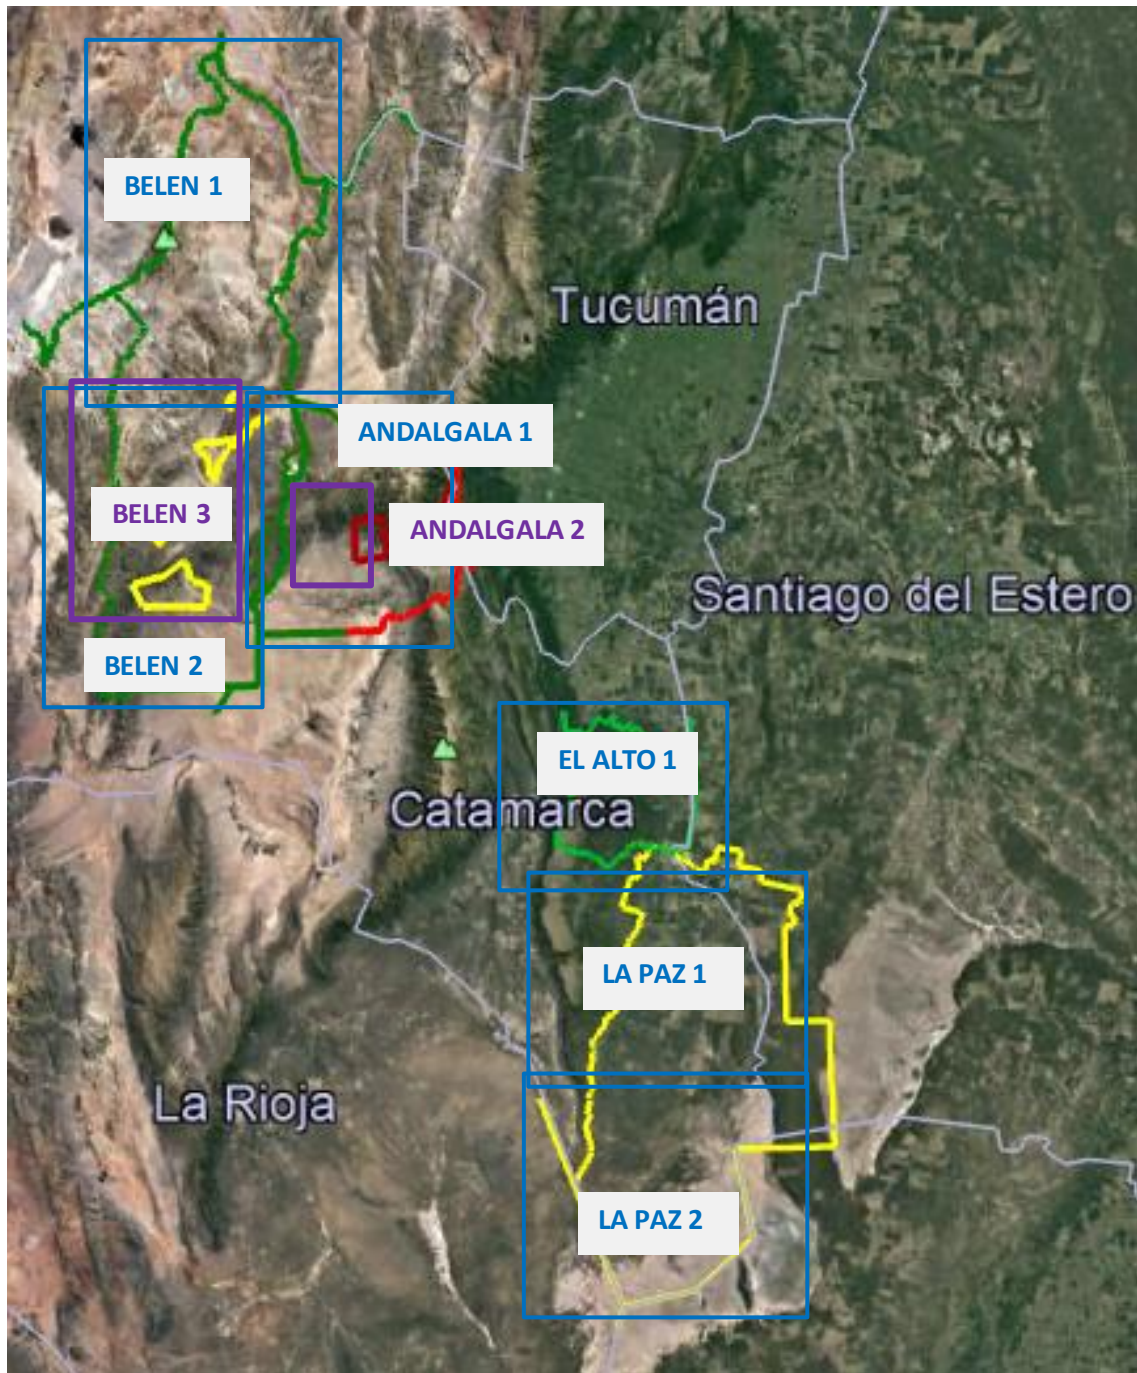 BELEN 1
Tucumán
ANDALGALA 1
BELEN 3
ANDALGALA 2
Santiago del Estero
BELEN 2
EL ALTO 1
Catamarca
LA PAZ 1
La Rioja
LA PAZ 2